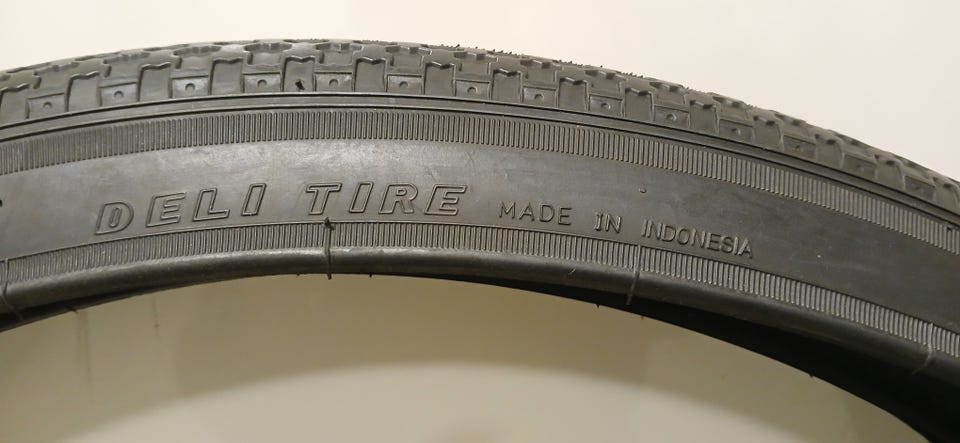 DELI TIRE MADE IN INDONESIA